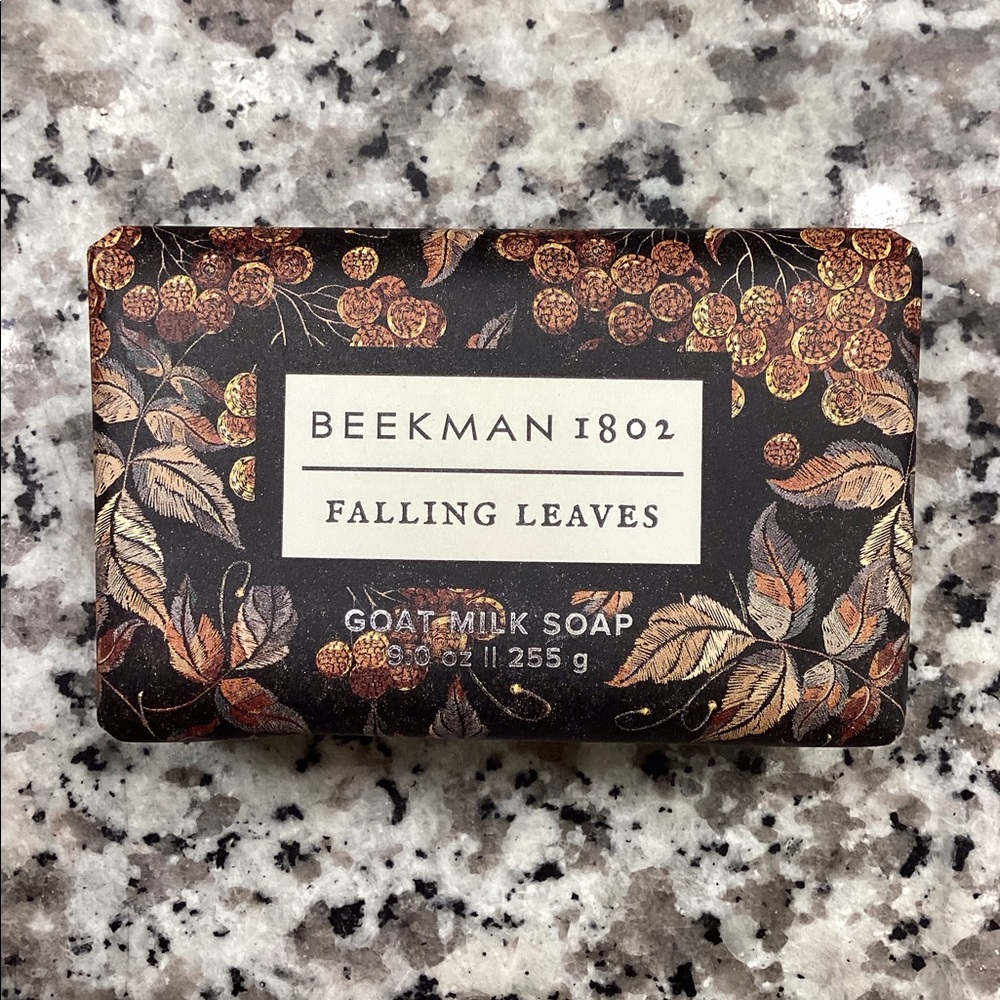 BEEKMAN 1802
FALLING LEAVES
GOAT MILK SOAP
9.0 oz || 255 g